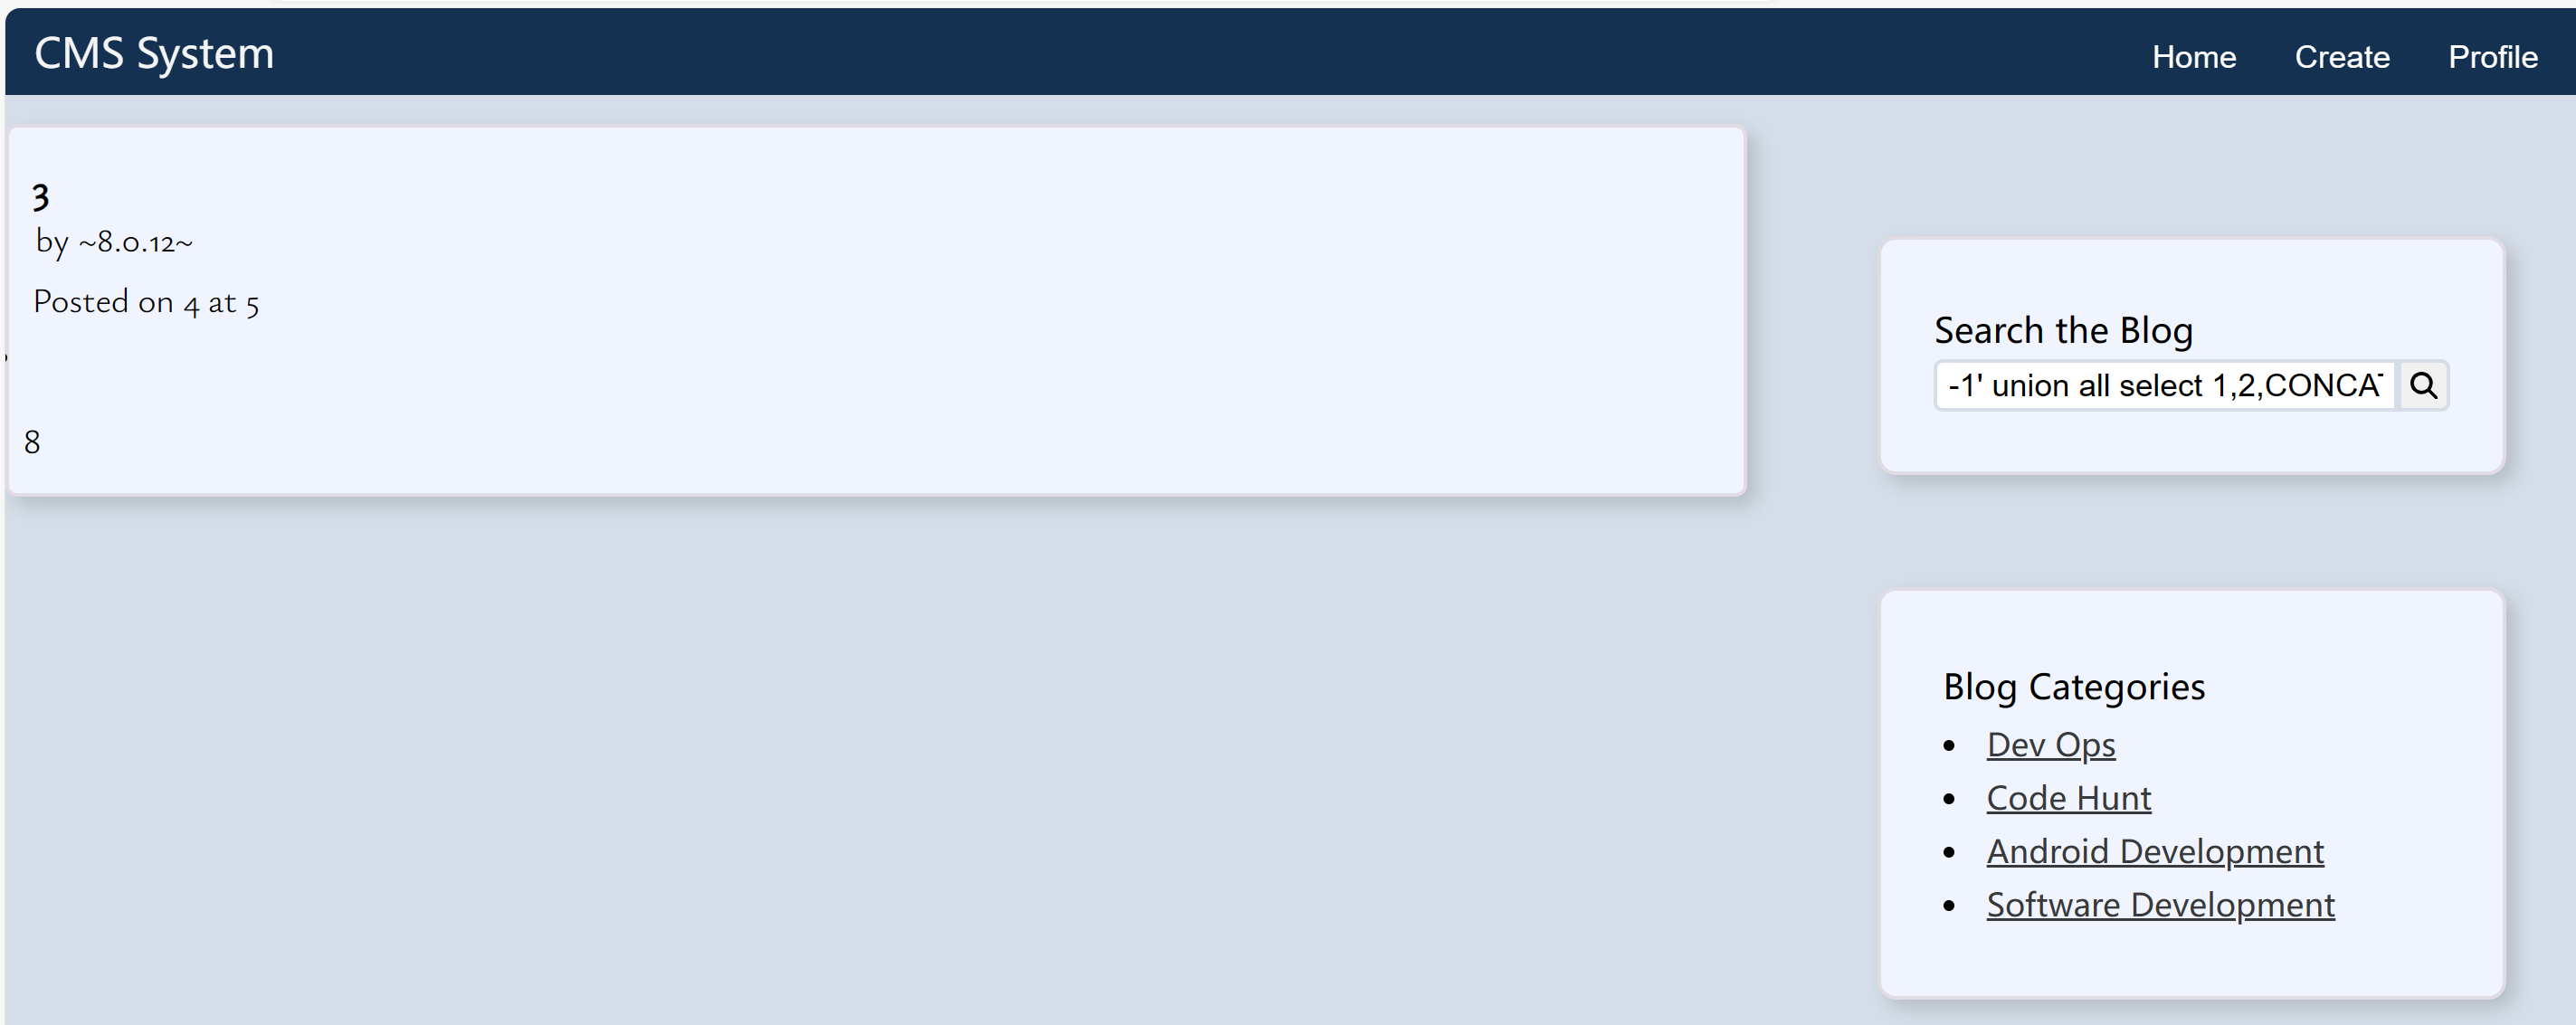 CMS System
Home Create Profile
3
by ~8.0.12~
Posted on 4 at 5
8
Search the Blog
-1' union all select 1,2,CONCA
Blog Categories
Dev Ops
Code Hunt
Android Development
Software Development